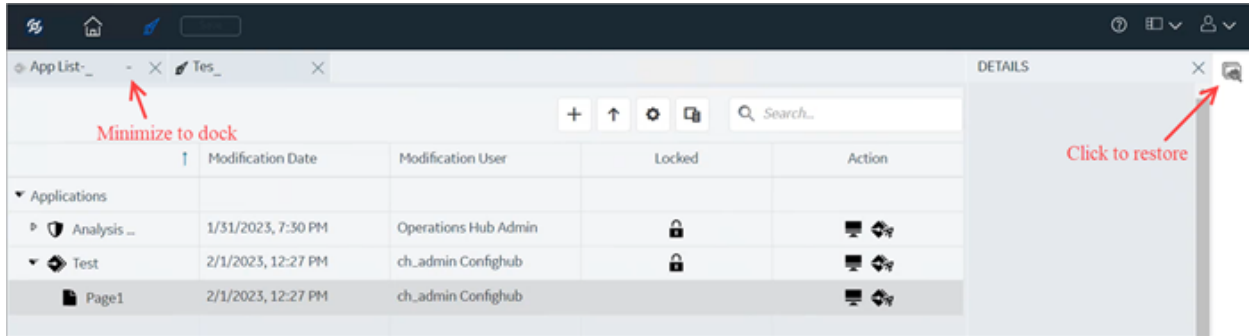 App List-_ - Tes_ DETAILS
Minimize to dock
Search...
Click to restore
Modification Date Modification User Locked Action
Applications
Analysis ... 1/31/2023, 7:30 PM Operations Hub Admin
Test 2/1/2023, 12:27 PM ch_admin Confighub
Page1 2/1/2023, 12:27 PM ch_admin Confighub